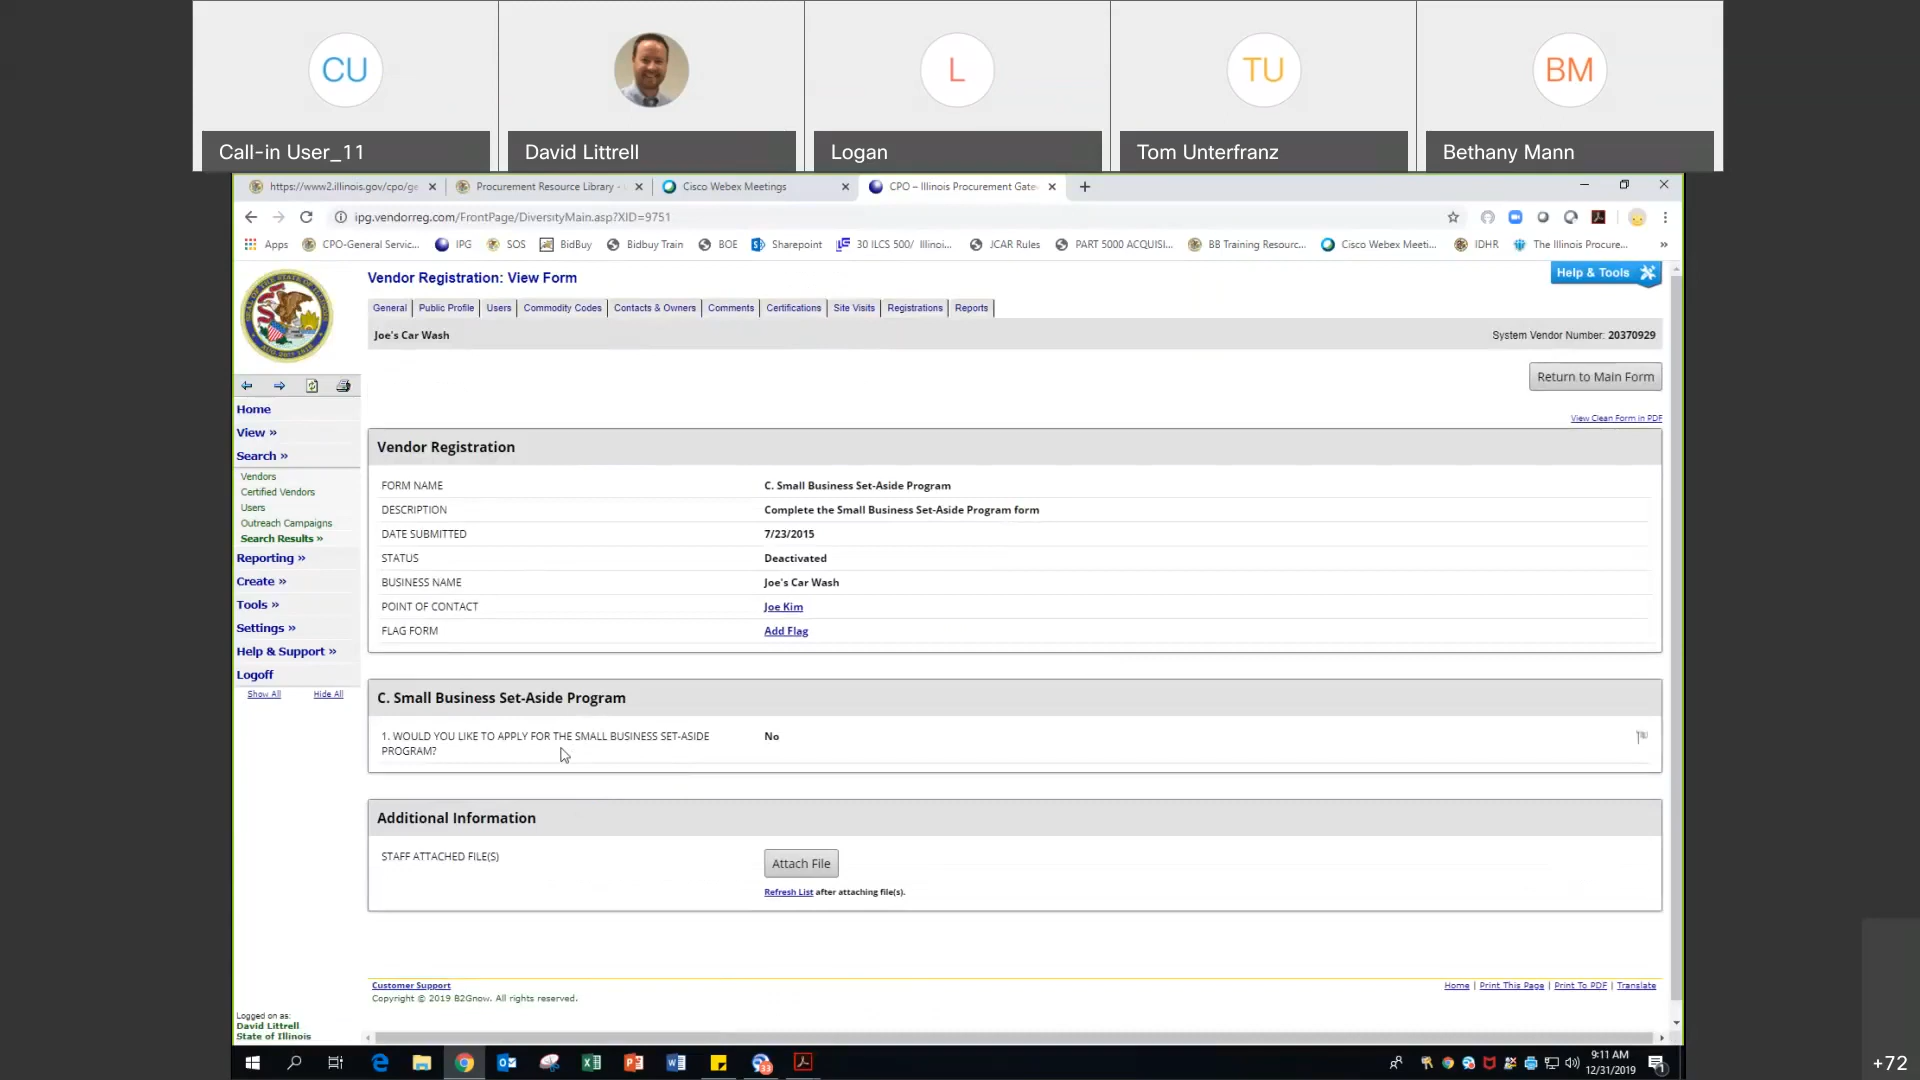 CU
L
TU
BM
Call-in User_11
David Littrell
Logan
Tom Unterfranz
Bethany Mann
https://www2.illinois.gov/cpo/ge
Procurement Resource Library -
Cisco Webex Meetings
CPO – Illinois Procurement Gate
ipg.vendorreg.com/FrontPage/DiversityMain.asp?XID=9751
Apps
CPO-General Servic...
IPG
SOS
BidBuy
Bidbuy Train
BOE
Sharepoint
30 ILCS 500/ Illinoi...
JCAR Rules
PART 5000 ACQUISI...
BB Training Resourc...
Cisco Webex Meeti...
IDHR
The Illinois Procure...
»
Vendor Registration: View Form
Help & Tools
General
Public Profile
Users
Commodity Codes
Contacts & Owners
Comments
Certifications
Site Visits
Registrations
Reports
Joe's Car Wash
System Vendor Number: 20370929
Return to Main Form
View Clean Form in PDF
Home
View »
Search »
Vendors
Certified Vendors
Users
Outreach Campaigns
Search Results »
Reporting »
Create »
Tools »
Settings »
Help & Support »
Logoff
Show All
Hide All
Vendor Registration
FORM NAME
C. Small Business Set-Aside Program
DESCRIPTION
Complete the Small Business Set-Aside Program form
DATE SUBMITTED
7/23/2015
STATUS
Deactivated
BUSINESS NAME
Joe's Car Wash
POINT OF CONTACT
Joe Kim
FLAG FORM
Add Flag
C. Small Business Set-Aside Program
1. WOULD YOU LIKE TO APPLY FOR THE SMALL BUSINESS SET-ASIDE
PROGRAM?
No
Additional Information
STAFF ATTACHED FILE(S)
Attach File
Refresh List after attaching file(s).
Customer Support
Copyright © 2019 B2Gnow. All rights reserved.
Home | Print This Page | Print To PDF | Translate
Logged on as:
David Littrell
State of Illinois
9:11 AM
12/31/2019
+72